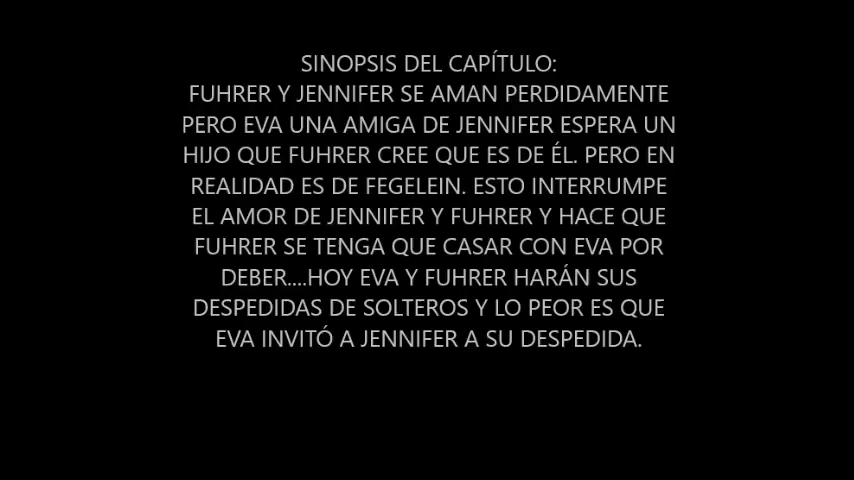 SINOPSIS DEL CAPÍTULO:
FUHRER Y JENNIFER SE AMAN PERDIDAMENTE
PERO EVA UNA AMIGA DE JENNIFER ESPERA UN
HIJO QUE FUHRER CREE QUE ES DE ÉL. PERO EN
REALIDAD ES DE FEGELEIN. ESTO INTERRUMPE
EL AMOR DE JENNIFER Y FUHRER Y HACE QUE
FUHRER SE TENGA QUE CASAR CON EVA POR
DEBER....HOY EVA Y FUHRER HARÁN SUS
DESPEDIDAS DE SOLTEROS Y LO PEOR ES QUE
EVA INVITÓ A JENNIFER A SU DESPEDIDA.